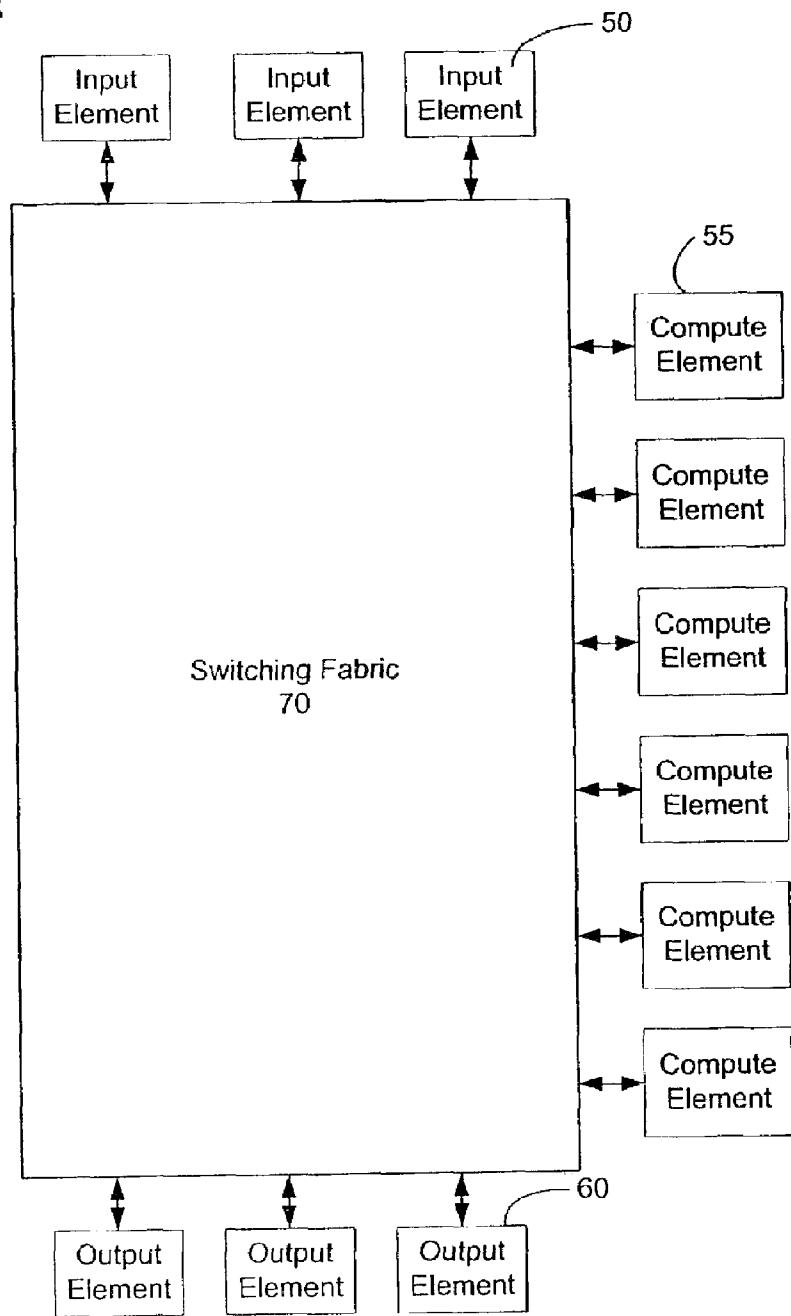 50
Input Element
Input Element
Input Element
55
Compute Element
Compute Element
Compute Element
Switching Fabric
70
Compute Element
Compute Element
Compute Element
60
Output Element
Output Element
Output Element